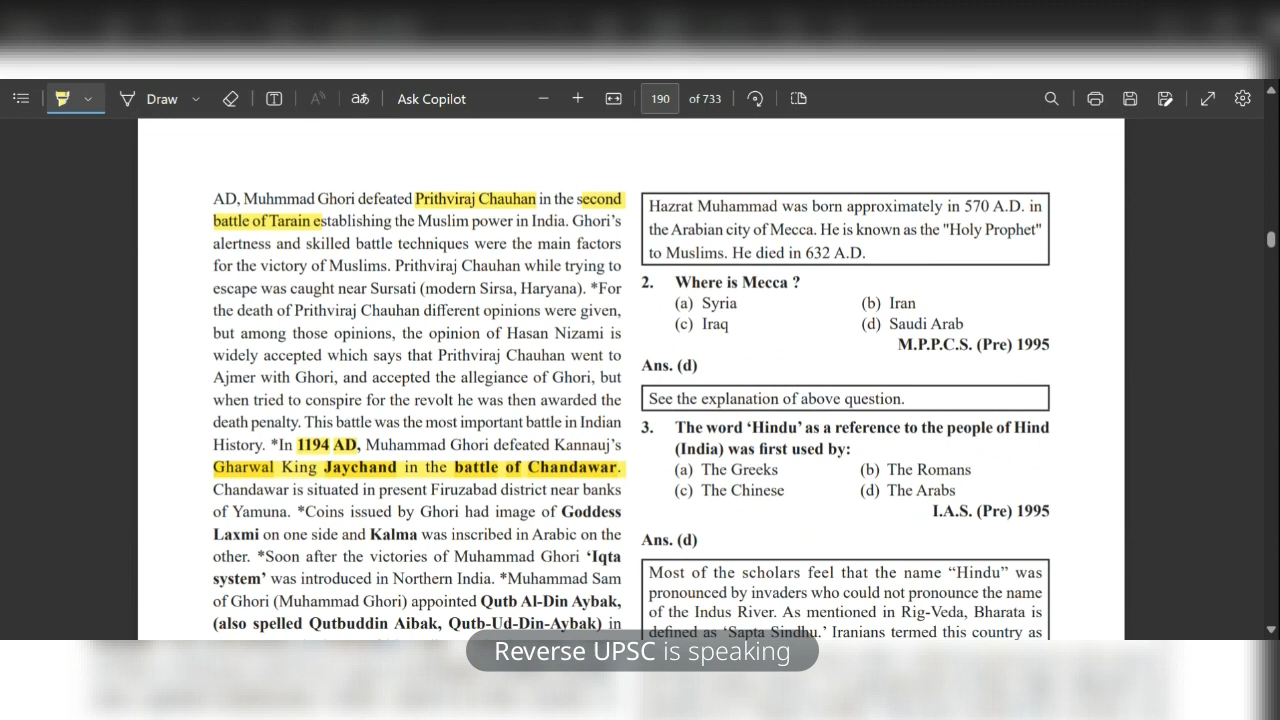 Draw
aあ
Ask Copilot
190
of 733
AD, Muhmmad Ghori defeated Prithviraj Chauhan in the second
battle of Tarain establishing the Muslim power in India. Ghori's
alertness and skilled battle techniques were the main factors
for the victory of Muslims. Prithviraj Chauhan while trying to
escape was caught near Sursati (modern Sirsa, Haryana). *For
the death of Prithviraj Chauhan different opinions were given,
but among those opinions, the opinion of Hasan Nizami is
widely accepted which says that Prithviraj Chauhan went to
Ajmer with Ghori, and accepted the allegiance of Ghori, but
when tried to conspire for the revolt he was then awarded the
death penalty. This battle was the most important battle in Indian
History. *In 1194 AD, Muhammad Ghori defeated Kannauj's
Gharwal King Jaychand in the battle of Chandawar.
Chandawar is situated in present Firuzabad district near banks
of Yamuna. *Coins issued by Ghori had image of Goddess
Laxmi on one side and Kalma was inscribed in Arabic on the
other. *Soon after the victories of Muhammad Ghori 'Iqta
system' was introduced in Northern India. *Muhammad Sam
of Ghori (Muhammad Ghori) appointed Qutb Al-Din Aybak,
(also spelled Qutbuddin Aibak, Qutb-Ud-Din-Aybak) in
Hazrat Muhammad was born approximately in 570 A.D. in
the Arabian city of Mecca. He is known as the "Holy Prophet"
to Muslims. He died in 632 A.D.
2. Where is Mecca ?
(a) Syria (b) Iran
(c) Iraq (d) Saudi Arab
M.P.P.C.S. (Pre) 1995
Ans. (d)
See the explanation of above question.
3. The word 'Hindu' as a reference to the people of Hind
(India) was first used by:
(a) The Greeks (b) The Romans
(c) The Chinese (d) The Arabs
I.A.S. (Pre) 1995
Ans. (d)
Most of the scholars feel that the name "Hindu" was
pronounced by invaders who could not pronounce the name
of the Indus River. As mentioned in Rig-Veda, Bharata is
defined as 'Sapta Sindhu.' Iranians termed this country as
Reverse UPSC is speaking